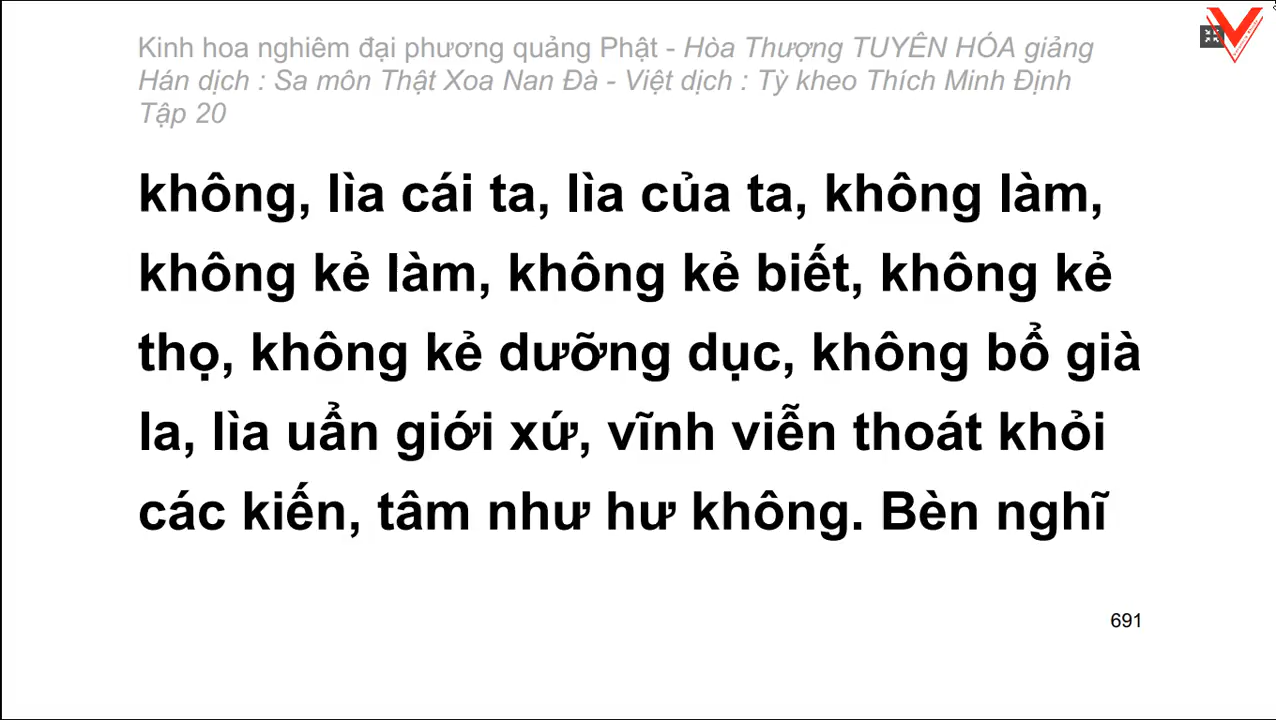 Kinh hoa nghiêm đại phương quảng Phật - Hòa Thượng TUYÊN HÓA giảng
Hán dịch : Sa môn Thật Xoa Nan Đà - Việt dịch : Tỳ kheo Thích Minh Định
Tập 20
không, lìa cái ta, lìa của ta, không làm,
không kẻ làm, không kẻ biết, không kẻ
thọ, không kẻ dưỡng dục, không bổ già
la, lìa uẩn giới xứ, vĩnh viễn thoát khỏi
các kiến, tâm như hư không. Bèn nghĩ
691